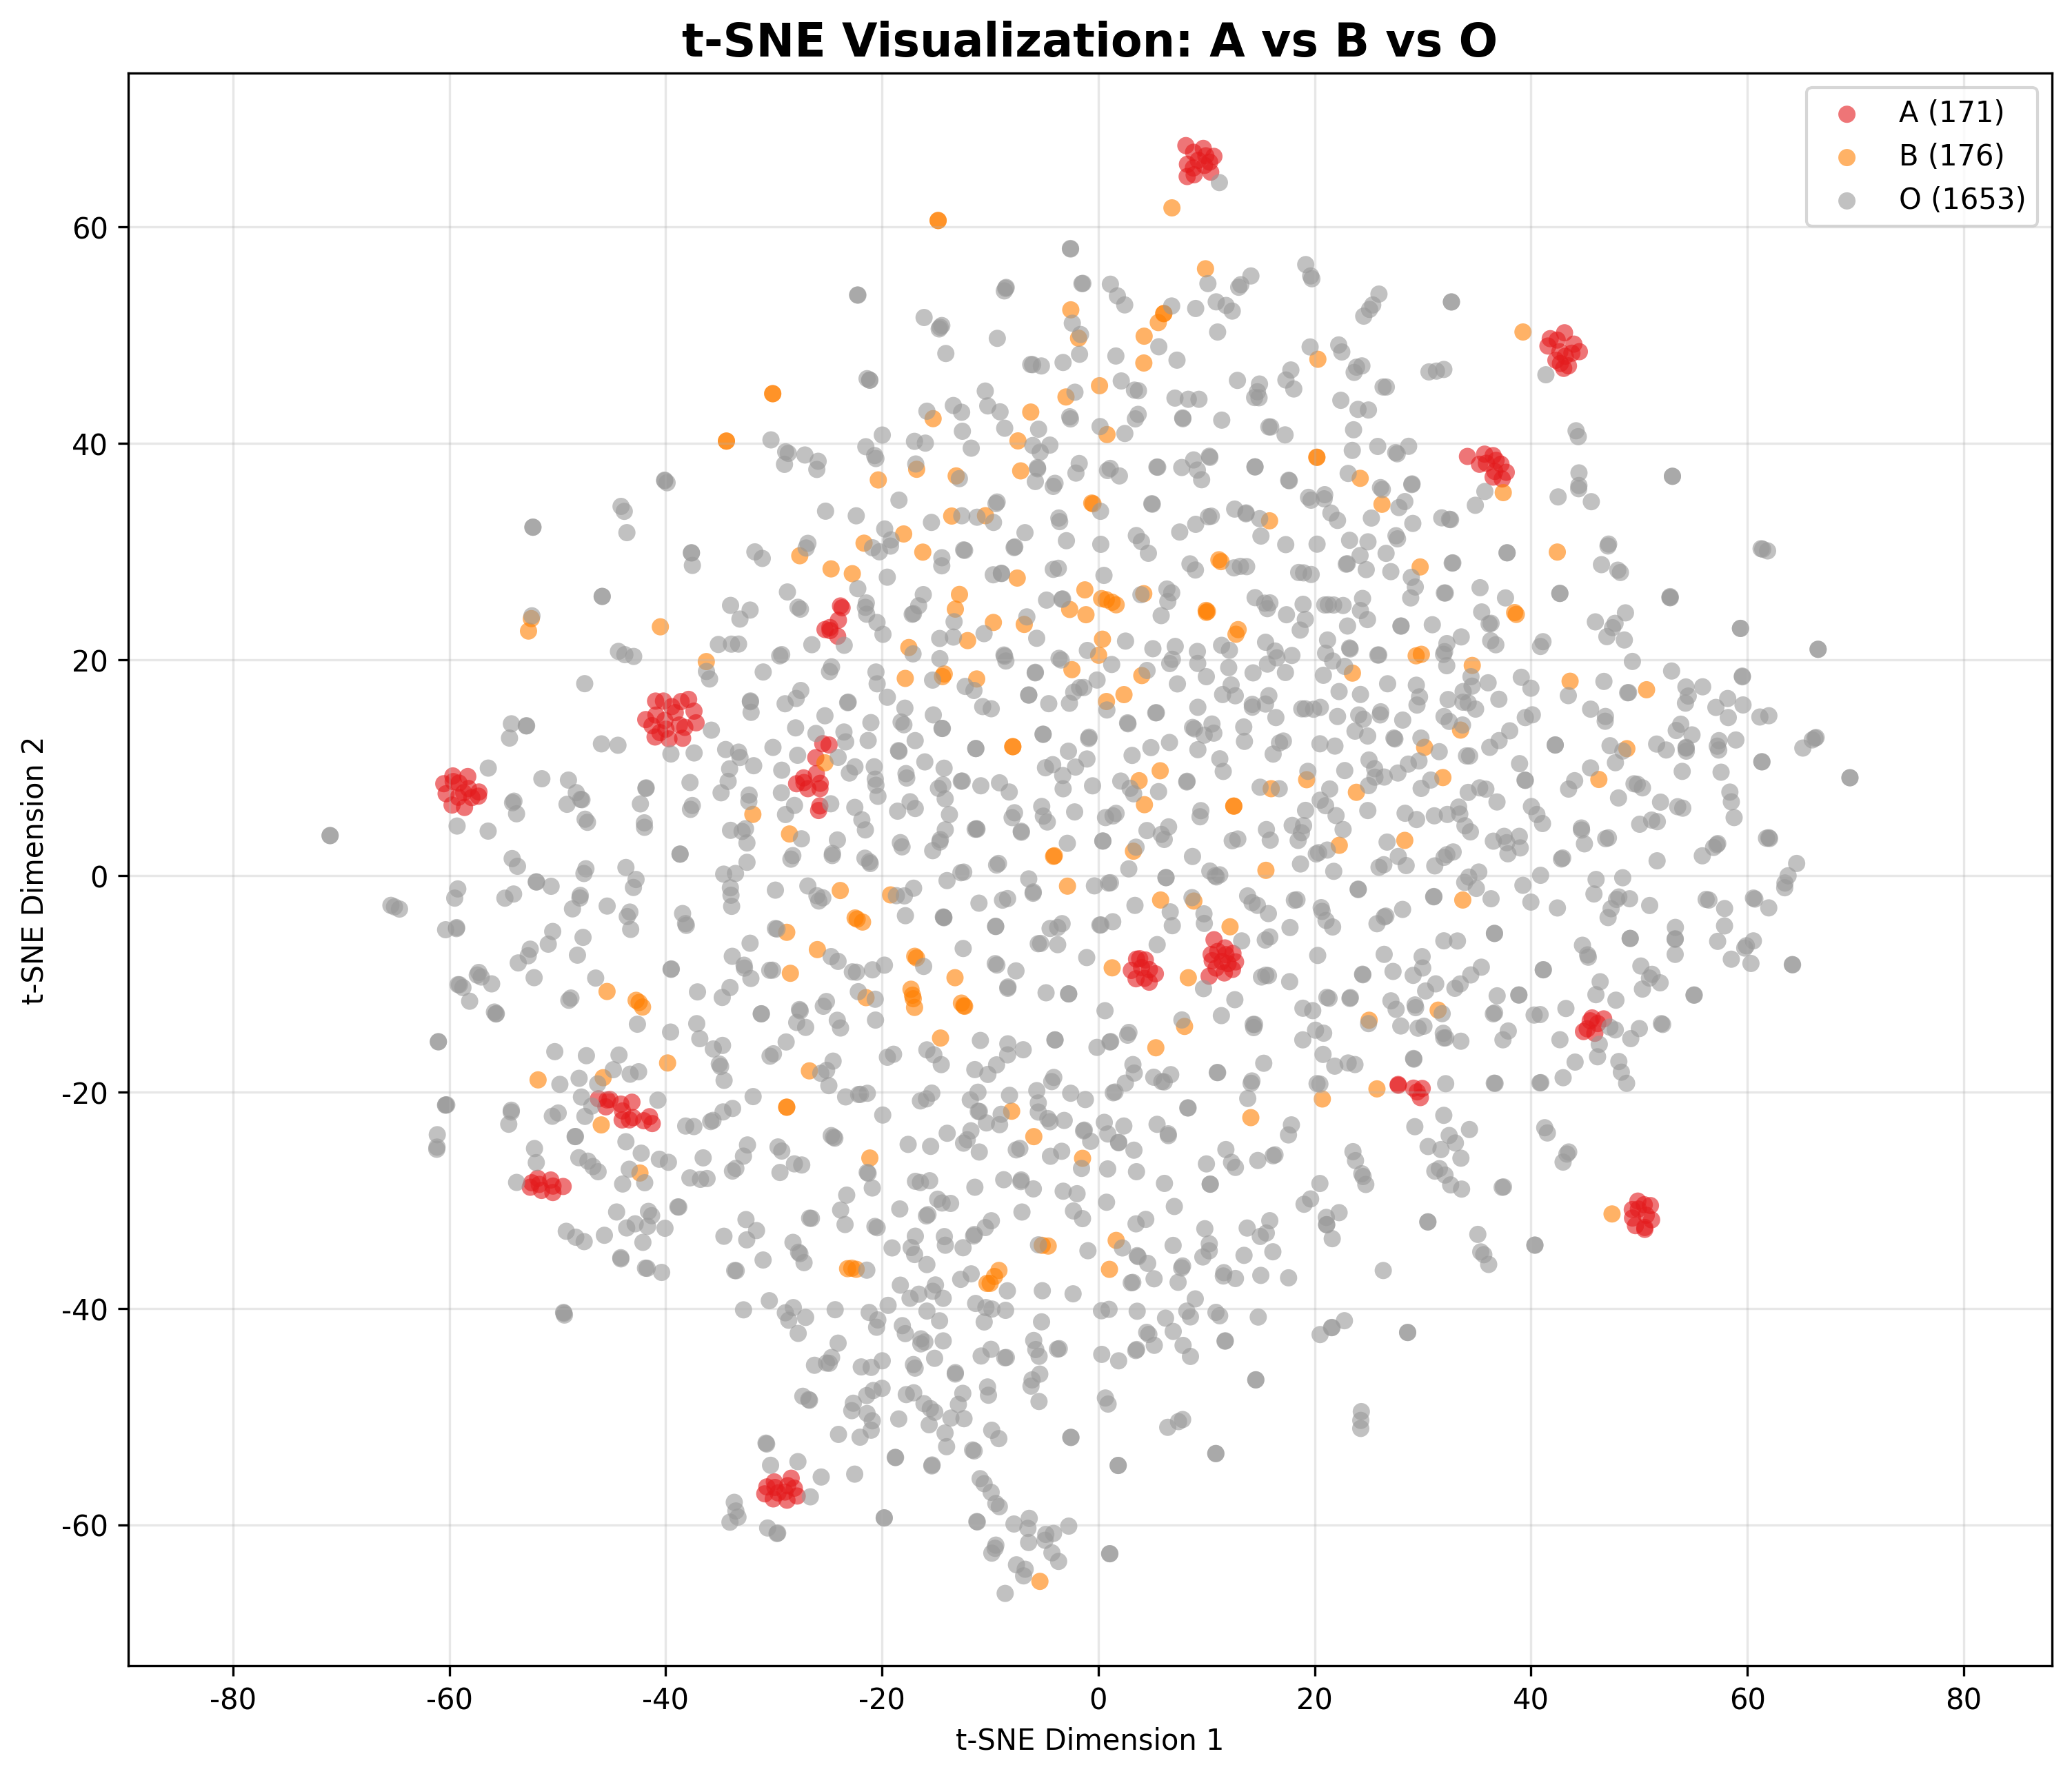 t-SNE Visualization: A vs B vs O
A (171)
B (176)
O (1653)
60
40
20
0
-20
-40
-60
t-SNE Dimension 2
-80 -60 -40 -20 0 20 40 60 80
t-SNE Dimension 1